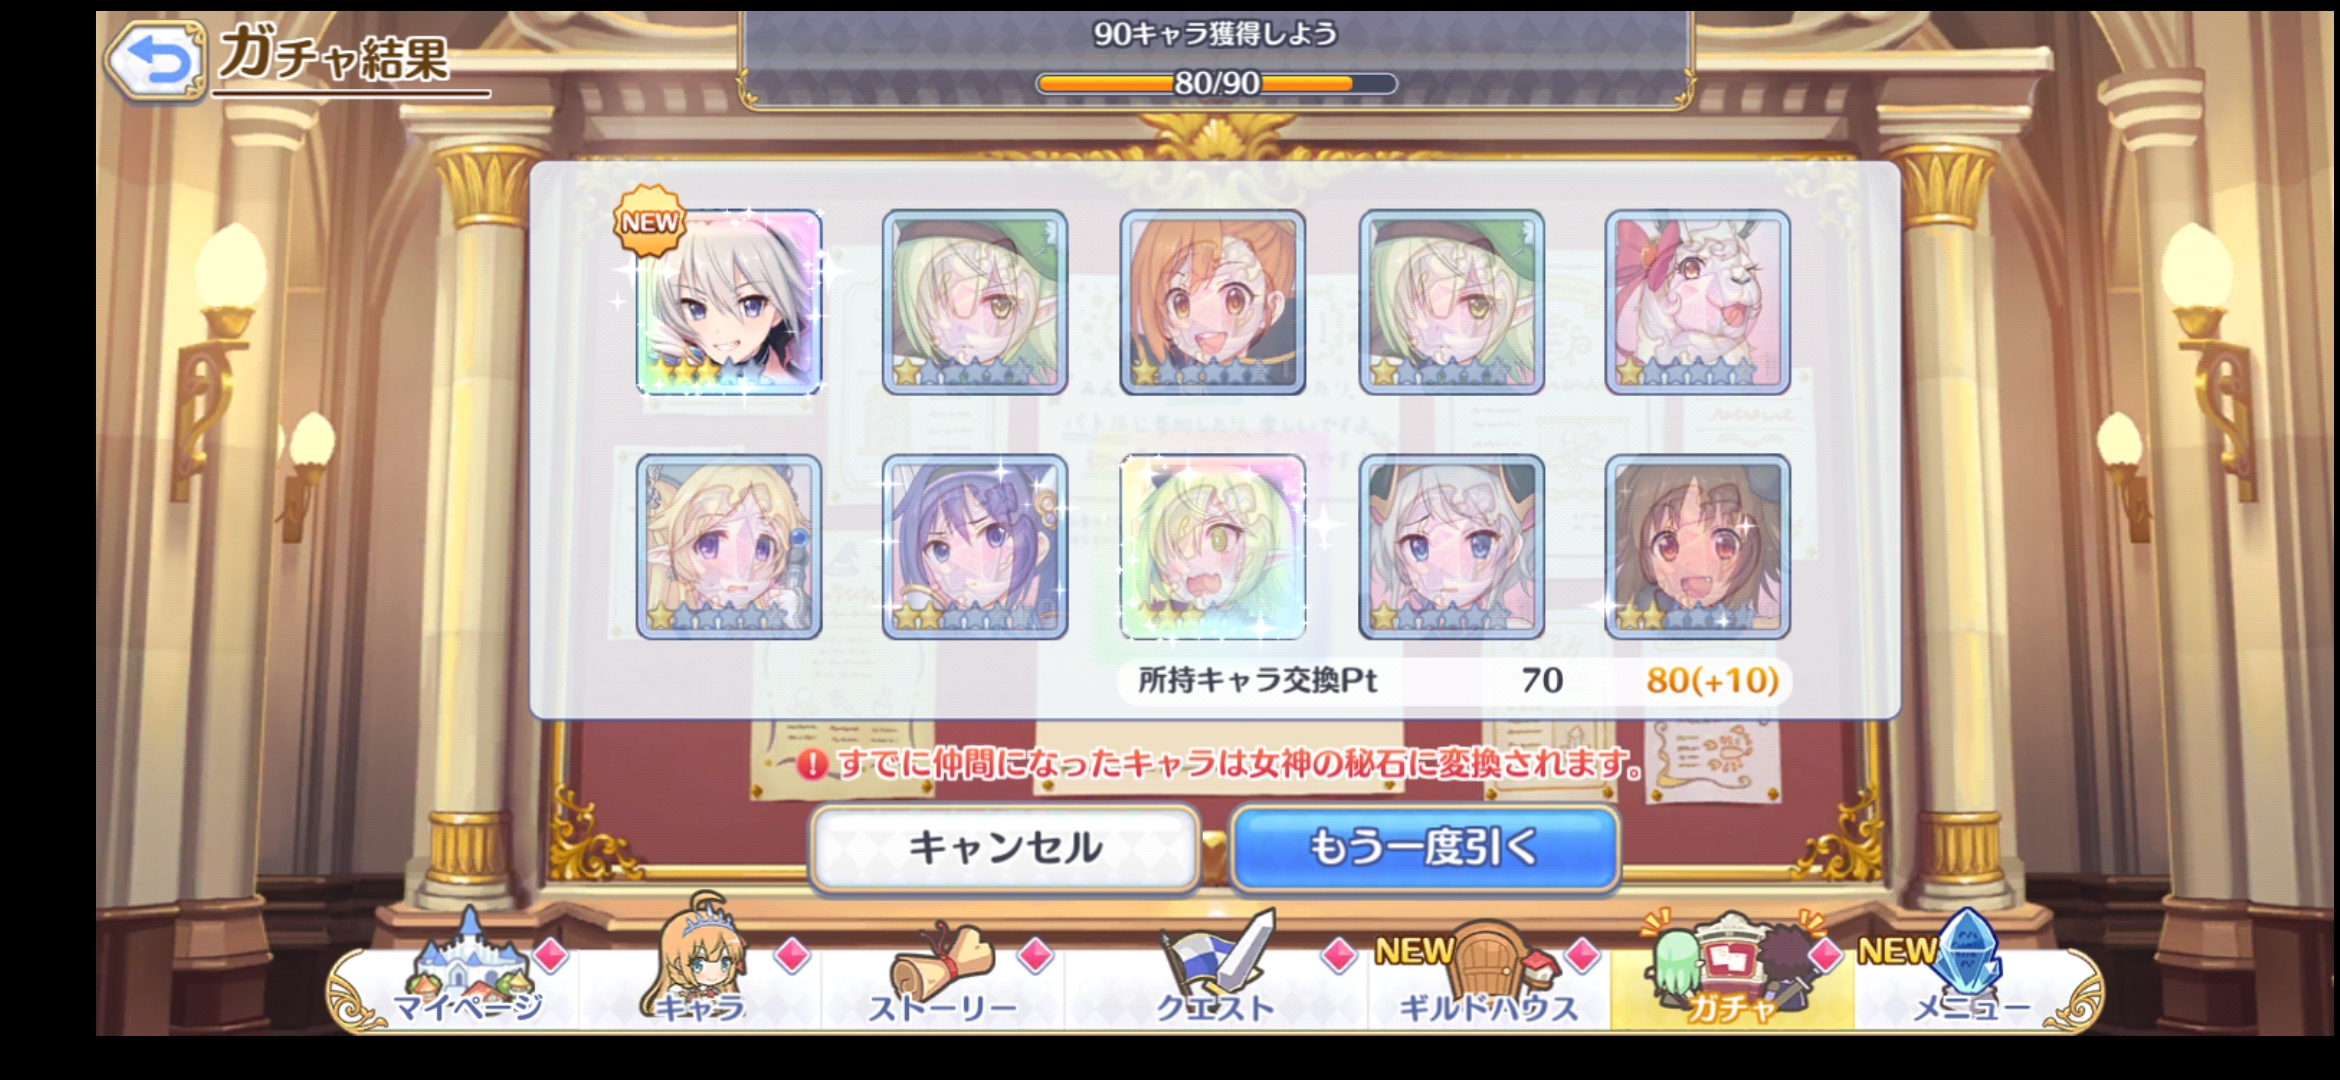 ガチャ結果
90キャラ獲得しよう
80/90
NEW
所持キャラ交換Pt 70 80(+10)
すでに仲間になったキャラは女神の秘石に変換されます。
キャンセル
もう一度引く
マイページ
キャラ
ストーリー
クエスト
NEW
ギルドハウス
ガチャ
NEW
メニュー